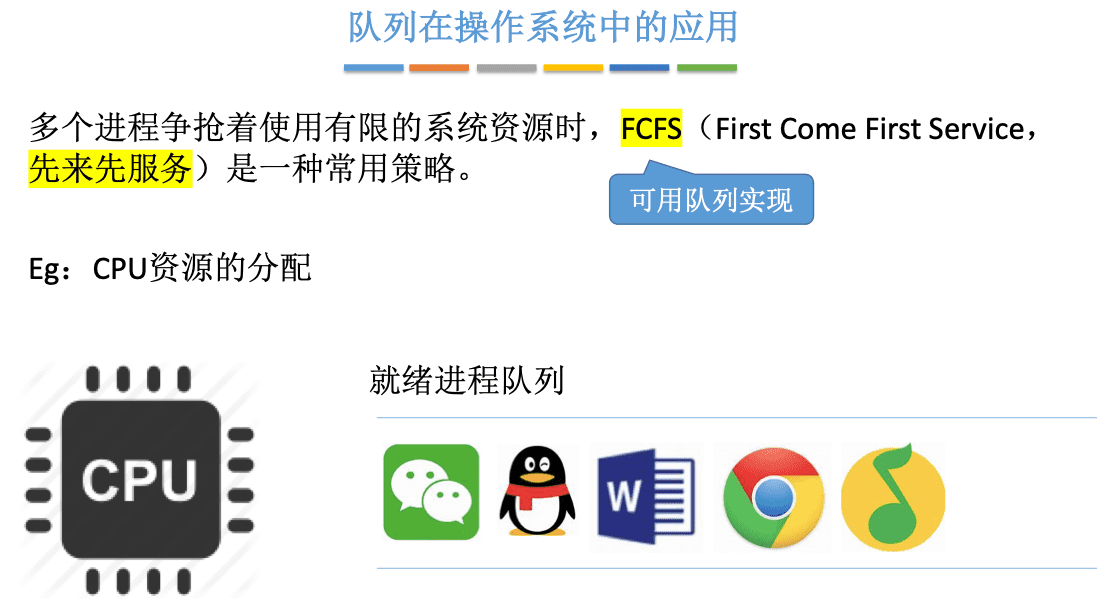 队列在操作系统中的应用
多个进程争抢着使用有限的系统资源时，FCFS（First Come First Service，
先来先服务）是一种常用策略。
可用队列实现
Eg：CPU资源的分配
就绪进程队列
CPU
W